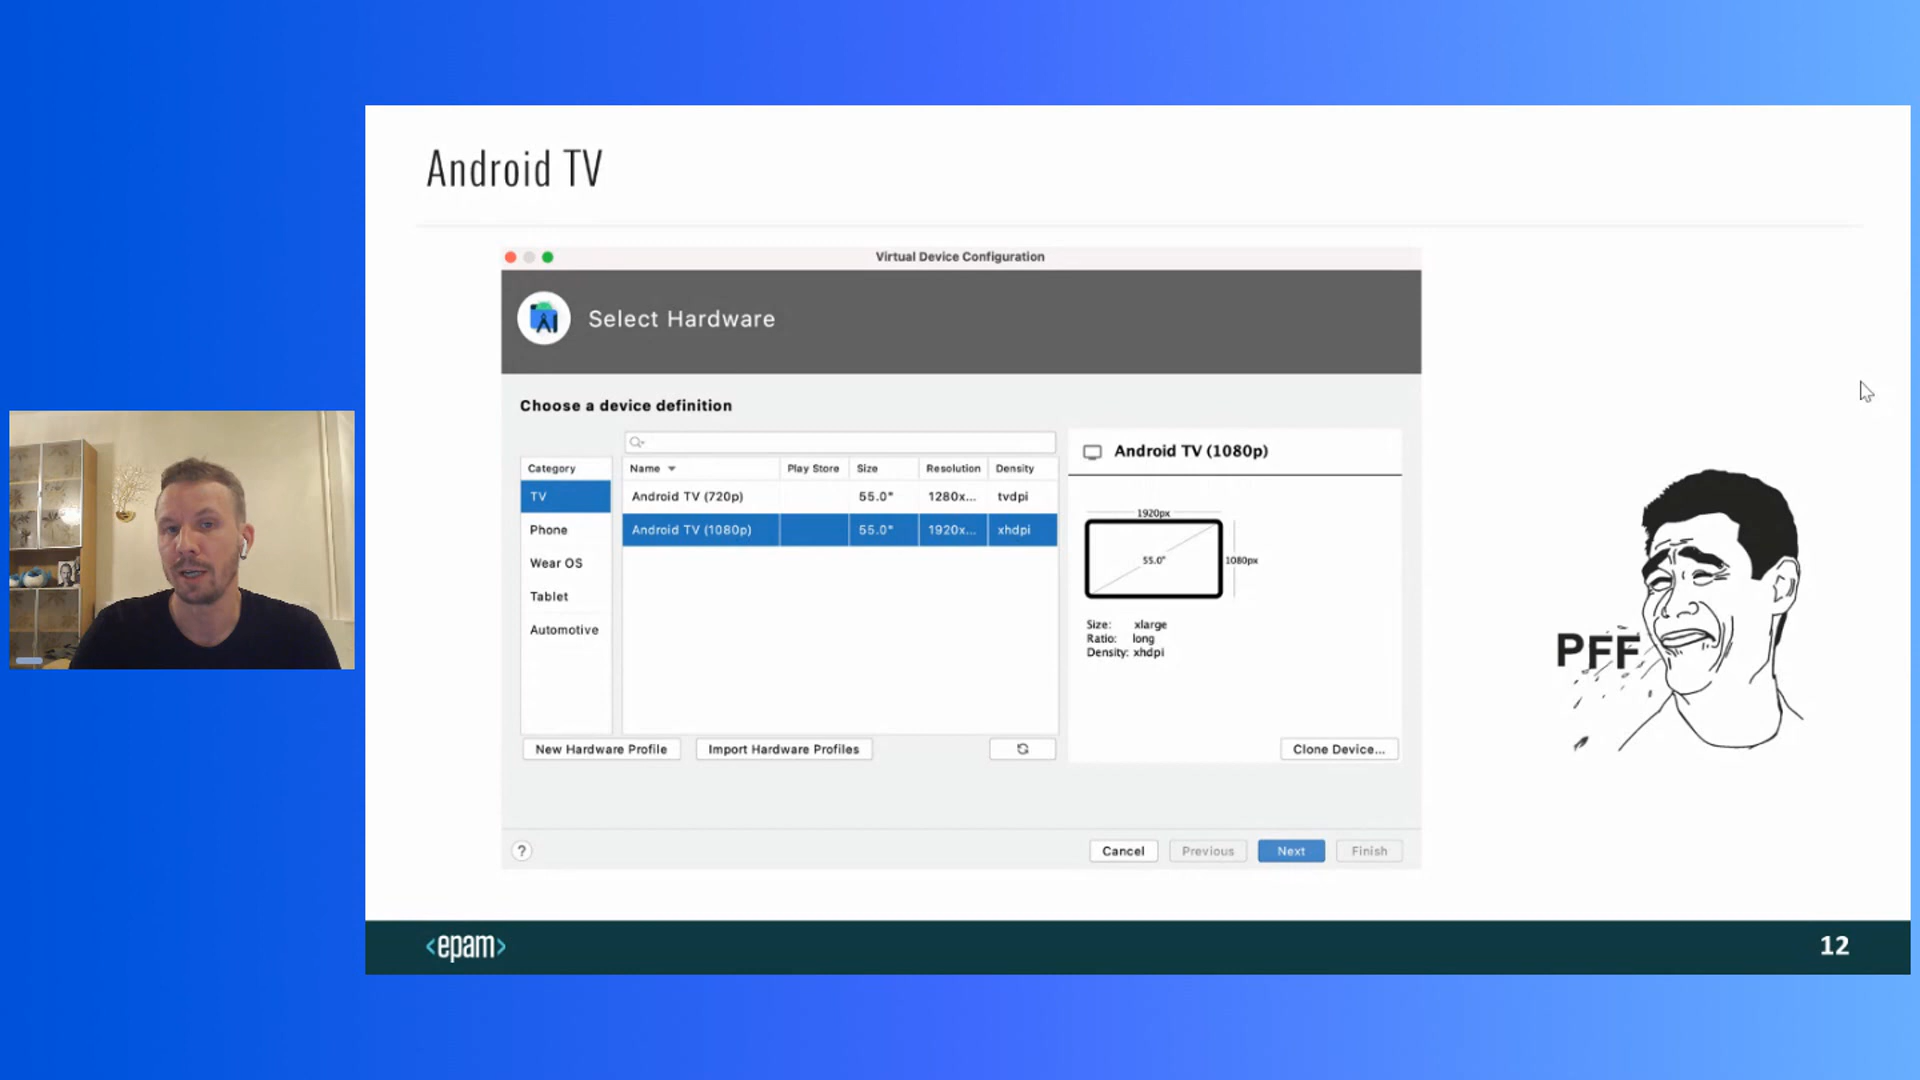 Android TV
Virtual Device Configuration
Select Hardware
Choose a device definition
Category
TV
Phone
Wear OS
Tablet
Automotive
Name Play Store Size Resolution Density
Android TV (720p) 55.0" 1280x... tvdpi
Android TV (1080p) 55.0" 1920x... xhdpi
Android TV (1080p)
1920px
55.0"
1080px
Size: xlarge
Ratio: long
Density: xhdpi
New Hardware Profile
Import Hardware Profiles
Clone Device...
?
Cancel
Previous
Next
Finish
PFF
<epam>
12